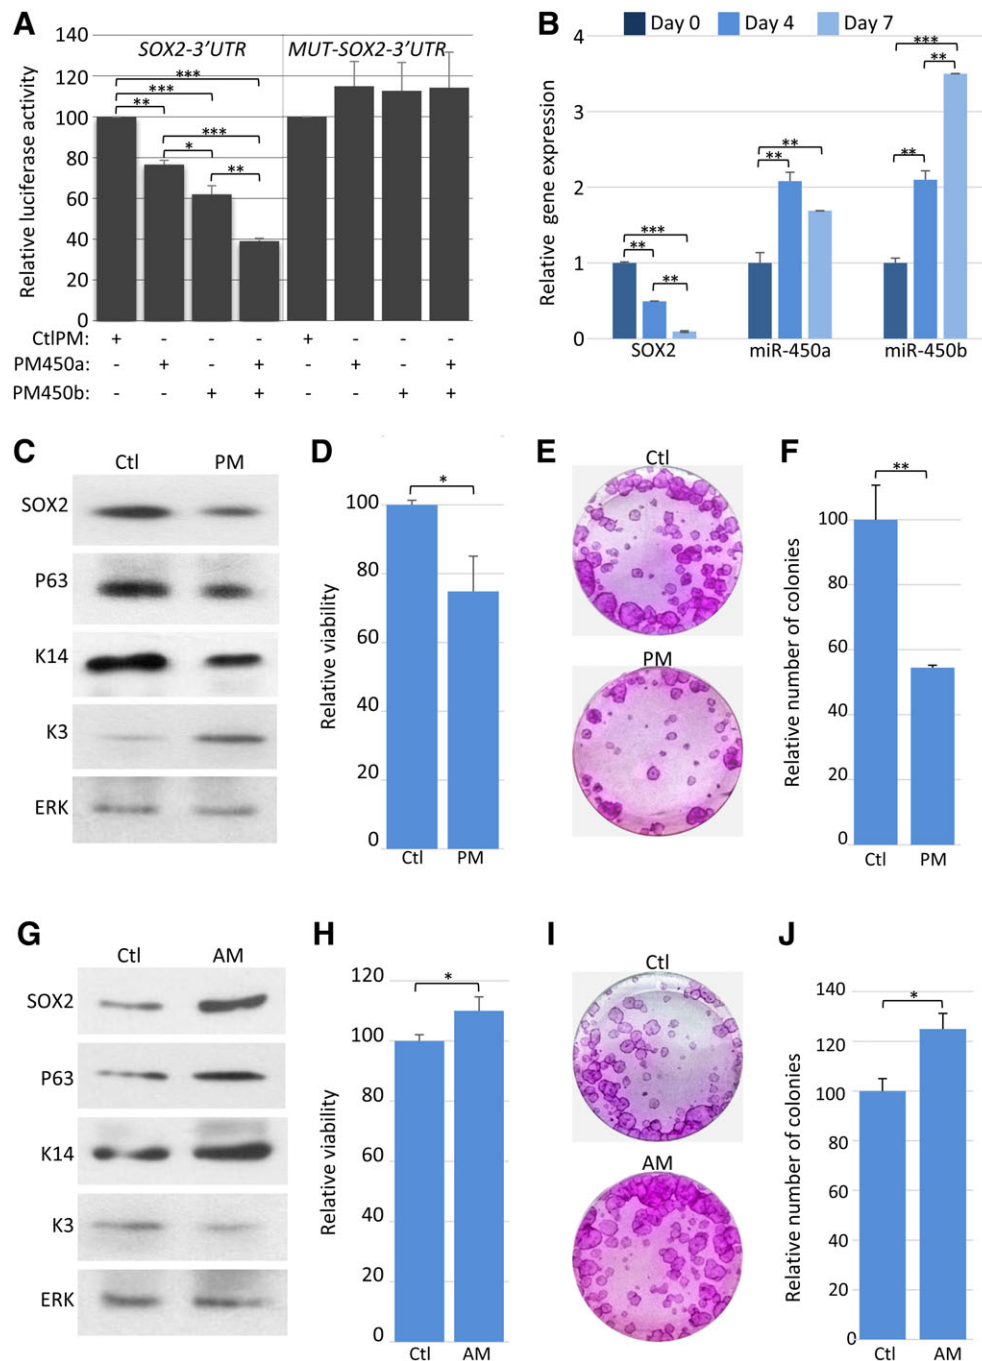 A
140
120
100
80
60
40
20
0
Relative luciferase activity
SOX2-3'UTR
MUT-SOX2-3'UTR
***
***
**
***
*
**
CtlPM: + - - - + - - -
PM450a: - + - + - + - +
PM450b: - - + + - - + +
B
Day 0 Day 4 Day 7
4
3
2
1
0
Relative gene expression
***
**
**
**
**
***
**
**
SOX2 miR-450a miR-450b
C
Ctl PM
SOX2
P63
K14
K3
ERK
D
100
80
60
40
20
0
Relative viability
*
Ctl PM
E
Ctl
PM
F
100
80
60
40
20
0
Relative number of colonies
**
Ctl PM
G
Ctl AM
SOX2
P63
K14
K3
ERK
H
120
100
80
60
40
20
0
Relative viability
*
Ctl AM
I
Ctl
AM
J
140
120
100
80
60
40
20
0
Relative number of colonies
*
Ctl AM